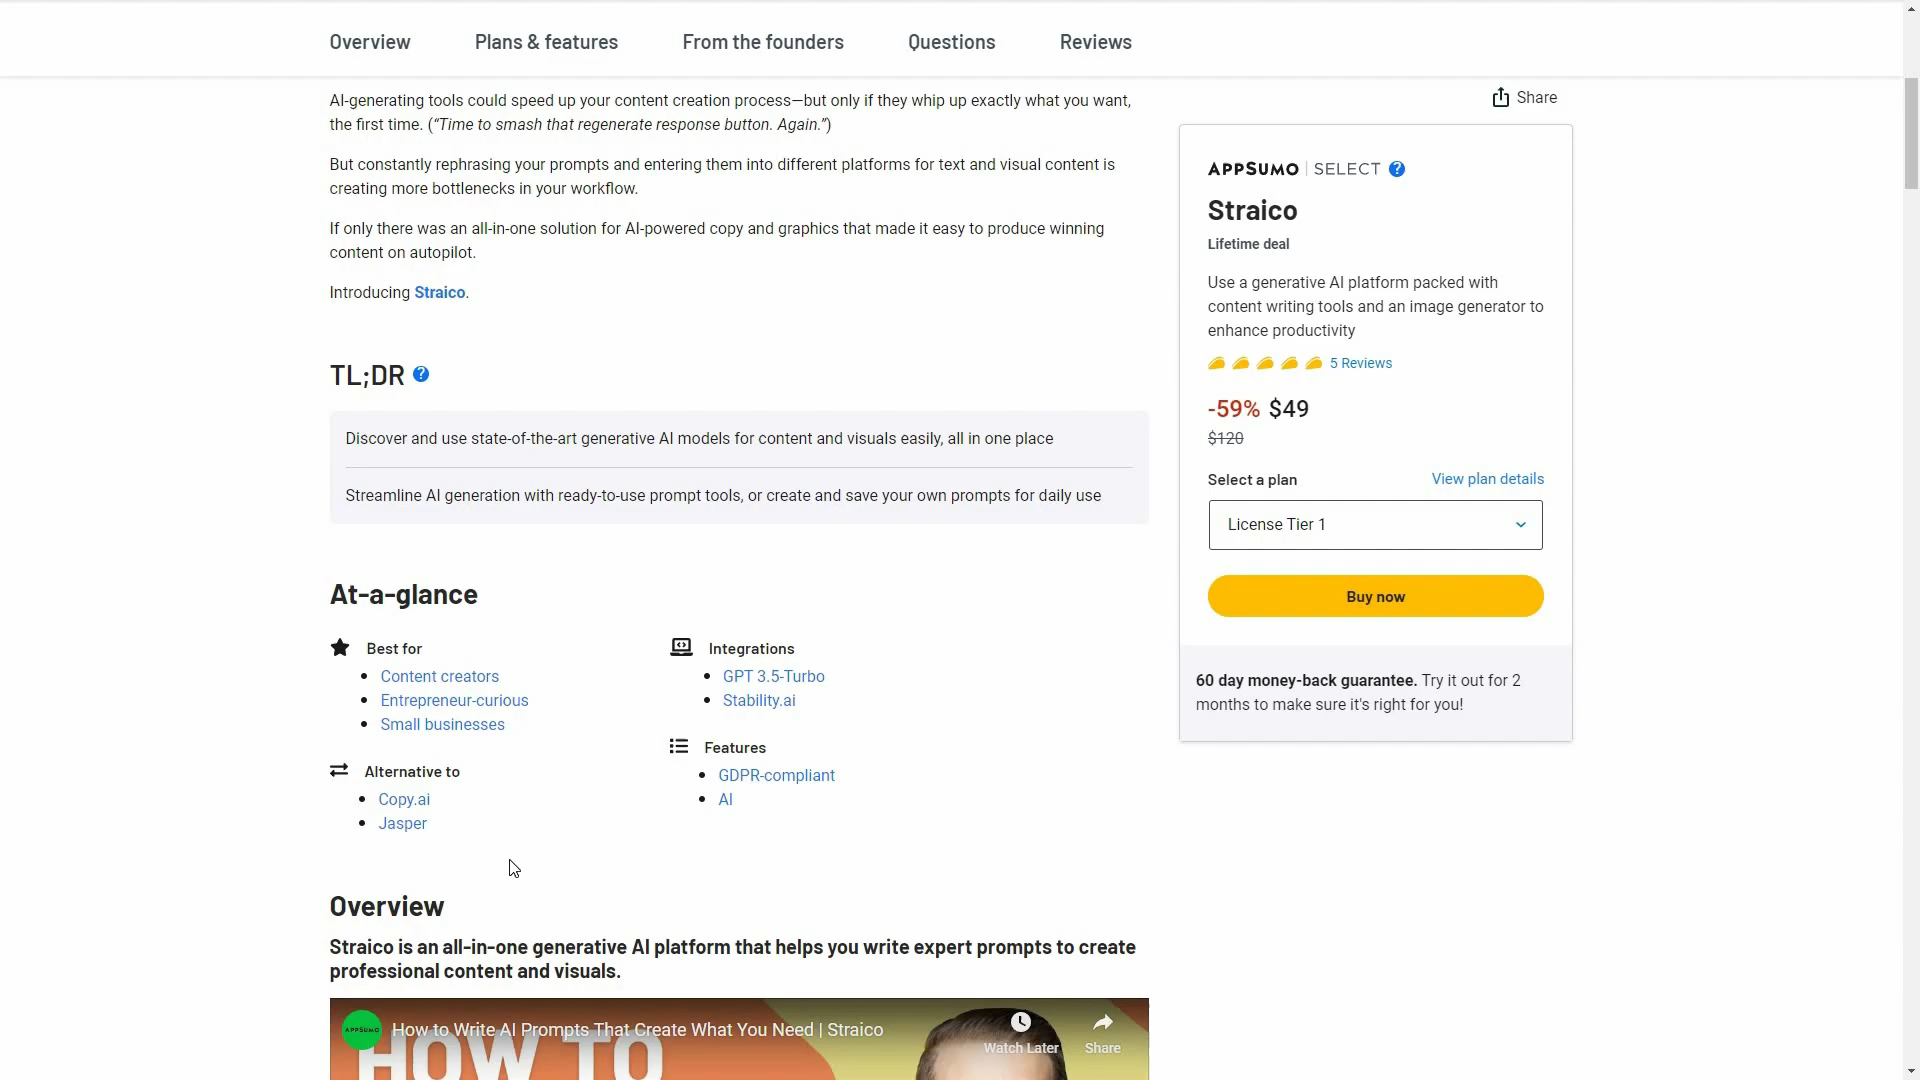 Overview Plans & features From the founders Questions Reviews
AI-generating tools could speed up your content creation process—but only if they whip up exactly what you want,
the first time. (“Time to smash that regenerate response button. Again.”)
But constantly rephrasing your prompts and entering them into different platforms for text and visual content is
creating more bottlenecks in your workflow.
If only there was an all-in-one solution for AI-powered copy and graphics that made it easy to produce winning
content on autopilot.
Introducing Straico.
TL;DR ?
Discover and use state-of-the-art generative AI models for content and visuals easily, all in one place
Streamline AI generation with ready-to-use prompt tools, or create and save your own prompts for daily use
At-a-glance
Best for
Content creators
Entrepreneur-curious
Small businesses
Alternative to
Copy.ai
Jasper
Integrations
GPT 3.5-Turbo
Stability.ai
Features
GDPR-compliant
AI
Overview
Straico is an all-in-one generative AI platform that helps you write expert prompts to create
professional content and visuals.
APPSUMO How to Write AI Prompts That Create What You Need | Straico
Watch Later Share
HOW TO
Share
APPSUMO | SELECT ?
Straico
Lifetime deal
Use a generative AI platform packed with
content writing tools and an image generator to
enhance productivity
5 Reviews
-59% $49
$120
Select a plan View plan details
License Tier 1
Buy now
60 day money-back guarantee. Try it out for 2
months to make sure it's right for you!